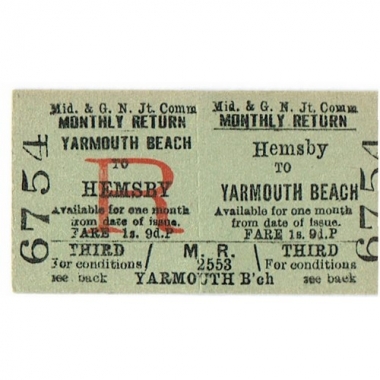 6754
Mid. & G. N. Jt. Comm
MONTHLY RETURN
YARMOUTH BEACH
TO
HEMSBY
Available for one month
from date of issue.
FARE 1s. 9d.P
THIRD
For conditions
see back
R
Mid. & G. N. Jt. Comm
MONTHLY RETURN
Hemsby
TO
YARMOUTH BEACH
Available for one month
from date of issue.
FARE 1s. 9d.P
THIRD
For conditions
see back
M. R.
2553
YARMOUTH B'ch
6754